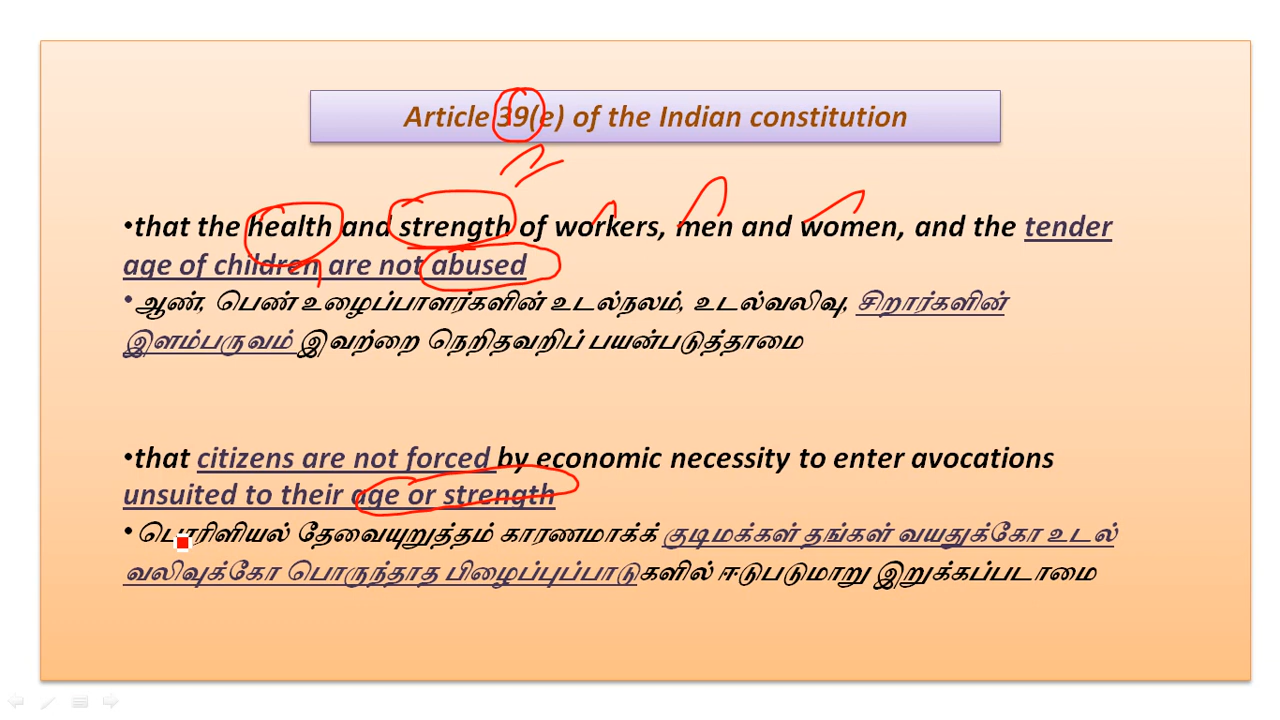 Article 39(e) of the Indian constitution
•that the health and strength of workers, men and women, and the tender
age of children are not abused
•ஆண், பெண் உழைப்பாளர்களின் உடல்நலம், உடல்வலிவு, சிறார்களின்
இளம்பருவம் இவற்றை நெறிதவறிப் பயன்படுத்தாமை
•that citizens are not forced by economic necessity to enter avocations
unsuited to their age or strength
•பொரிளியல் தேவையுறுத்தம் காரணமாக்க் குடிமக்கள் தங்கள் வயதுக்கோ உடல்
வலிவுக்கோ பொருந்தாத பிழைப்புப்பாடுகளில் ஈடுபடுமாறு இறுக்கப்படாமை